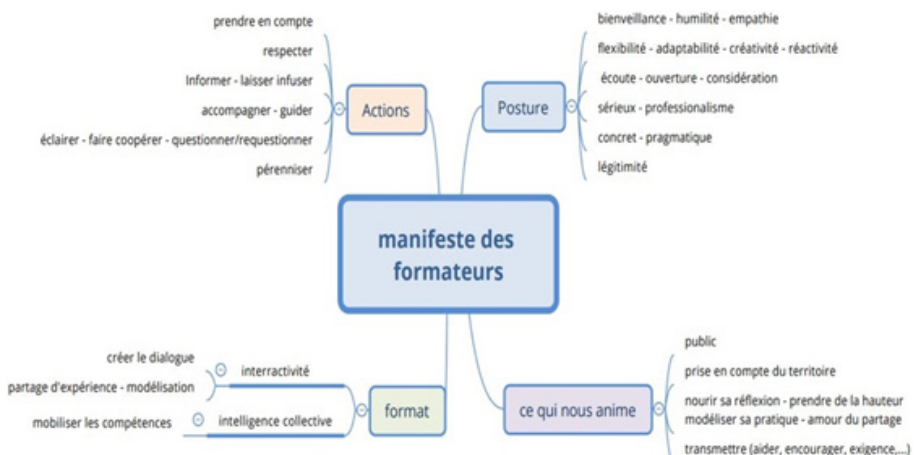 prendre en compte
respecter
Informer - laisser infuser
accompagner - guider
éclairer - faire coopérer - questionner/requestionner
pérenniser
Actions
Posture
bienveillance - humilité - empathie
flexibilité - adaptabilité - créativité - réactivité
écoute - ouverture - considération
sérieux - professionalisme
concret - pragmatique
légitimité
manifeste des
formateurs
créer le dialogue
partage d'expérience - modélisation
interractivité
mobiliser les compétences
intelligence collective
format
ce qui nous anime
public
prise en compte du territoire
nourir sa réflexion - prendre de la hauteur
modéliser sa pratique - amour du partage
transmettre (aider, encourager, exigence,...)